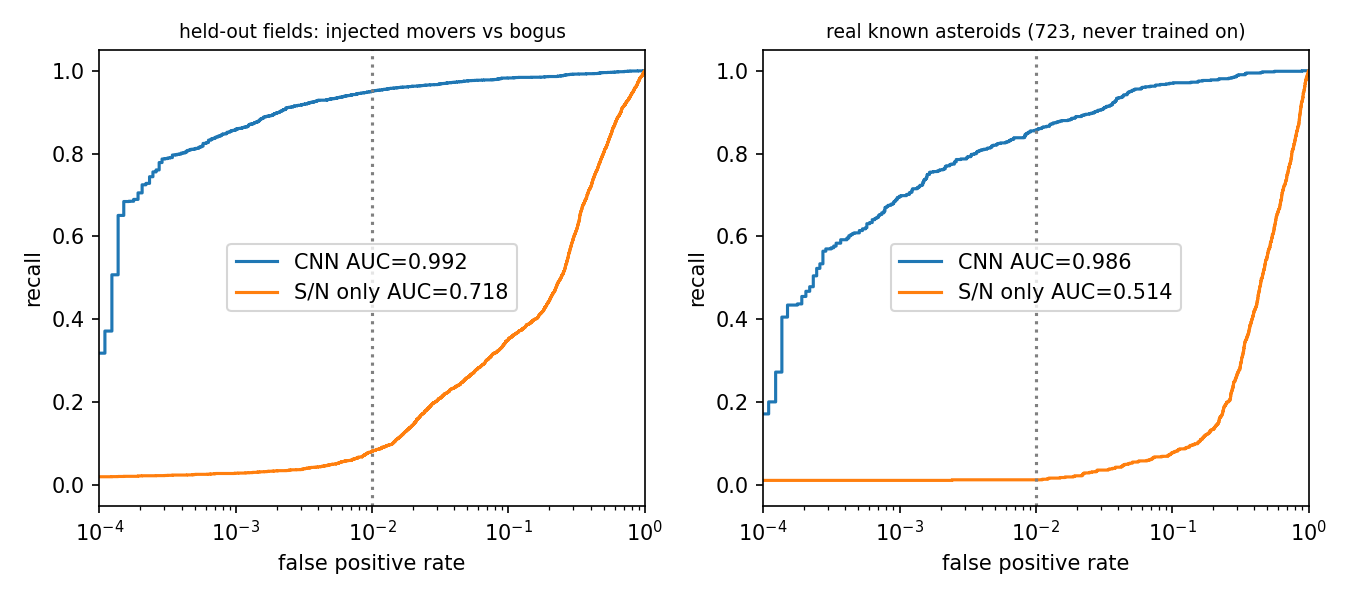 held-out fields: injected movers vs bogus
1.0
0.8
0.6
0.4
0.2
0.0
recall
CNN AUC=0.992
S/N only AUC=0.718
10⁻⁴
10⁻³
10⁻²
10⁻¹
10⁰
false positive rate
real known asteroids (723, never trained on)
1.0
0.8
0.6
0.4
0.2
0.0
recall
CNN AUC=0.986
S/N only AUC=0.514
10⁻⁴
10⁻³
10⁻²
10⁻¹
10⁰
false positive rate